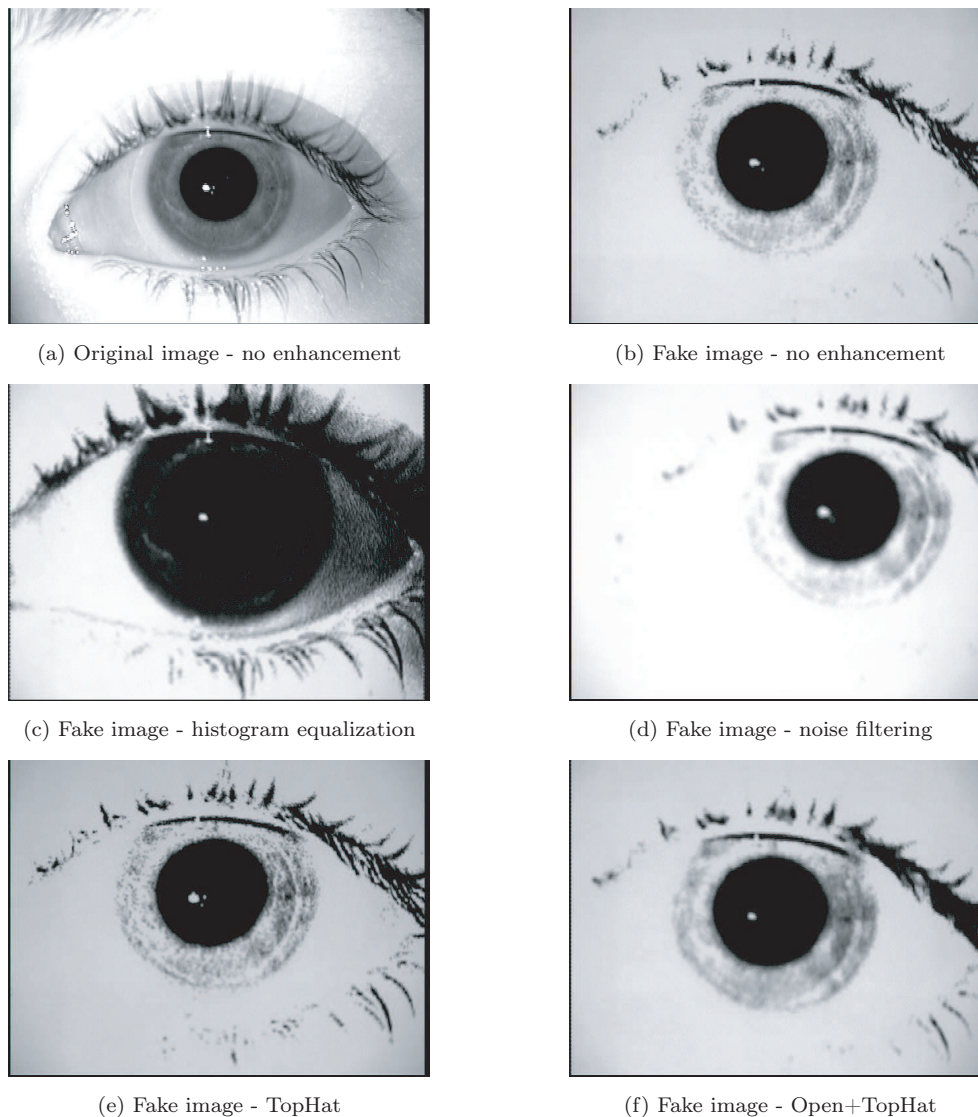 (a) Original image - no enhancement
(b) Fake image - no enhancement
(c) Fake image - histogram equalization
(d) Fake image - noise filtering
(e) Fake image - TopHat
(f) Fake image - Open+TopHat